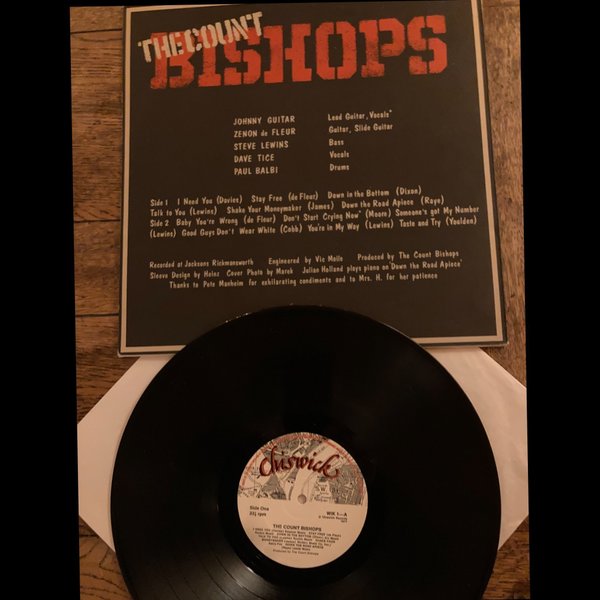 THE COUNT
BISHOPS
JOHNNY GUITAR Lead Guitar, Vocals*
ZENON de FLEUR Guitar, Slide Guitar
STEVE LEWINS Bass
DAVE TICE Vocals
PAUL BALBI Drums
Side 1 I Need You (Davies) Stay Free (de Fleur) Down in the Bottom (Dixon)
Talk to You (Lewins) Shake Your Moneymaker (James) Down the Road Apiece (Raye)
Side 2 Baby You're Wrong (de Fleur) Don't Start Crying Now* (Moore) Someone's got My Number
(Lewins) Good Guys Don't Wear White (Cobb) You're in My Way (Lewins) Taste and Try (Youlden)
Recorded at Jacksons Rickmansworth Engineered by Vic Maile Produced by The Count Bishops
Sleeve Design by Heinz Cover Photo by Marek Julian Holland plays piano on 'Down the Road Apiece'
Thanks to Pete Manheim for exhilarating condiments and to Mrs. H. for her patience
Chiswick
Side One
33⅓ rpm
WIK 1—A
THE COUNT BISHOPS